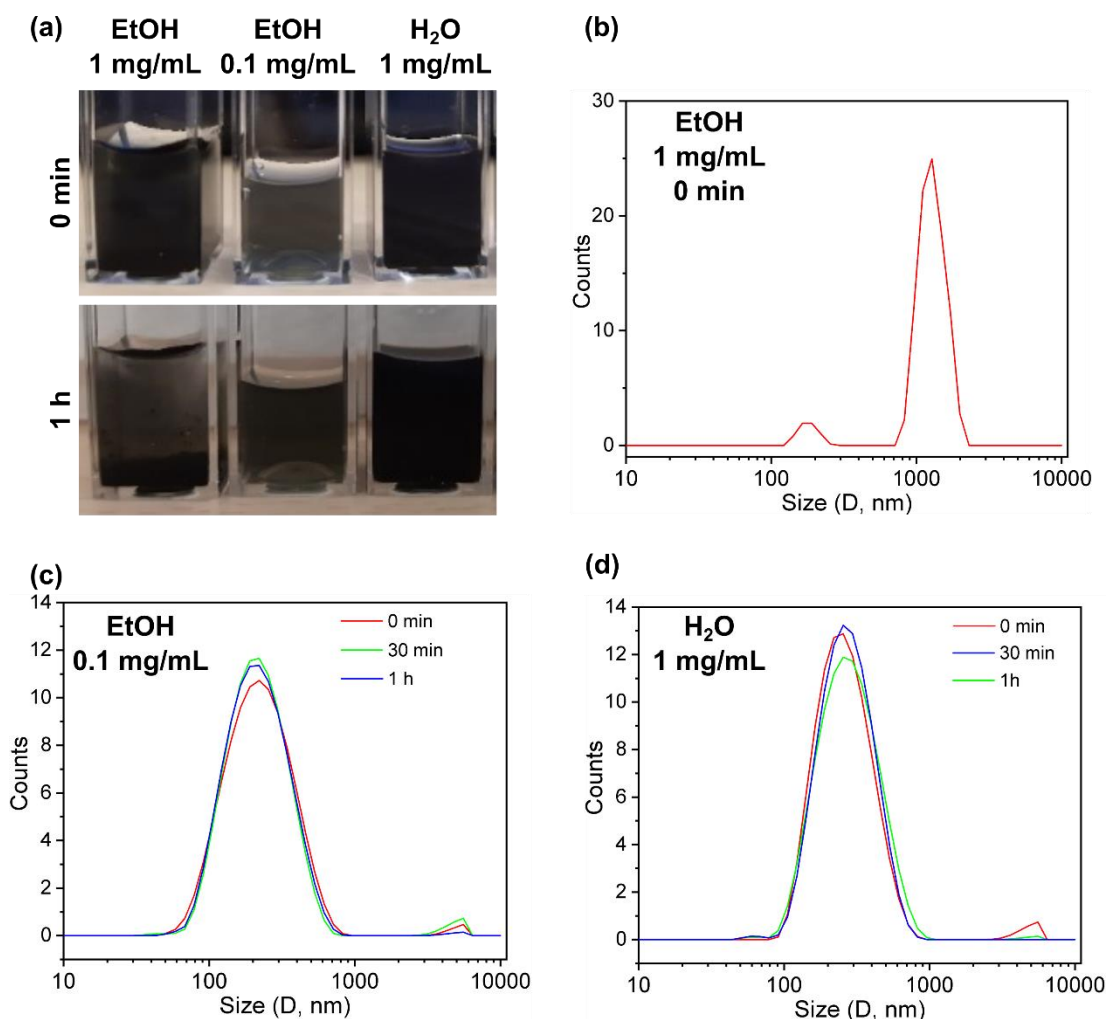 (a)
EtOH EtOH H₂O
1 mg/mL 0.1 mg/mL 1 mg/mL
0 min
1 h
(b)
30
20
10
0
Counts
EtOH
1 mg/mL
0 min
10 100 1000 10000
Size (D, nm)
(c)
14
12
10
8
6
4
2
0
Counts
EtOH
0.1 mg/mL
0 min
30 min
1 h
10 100 1000 10000
Size (D, nm)
(d)
14
12
10
8
6
4
2
0
Counts
H₂O
1 mg/mL
0 min
30 min
1h
10 100 1000 10000
Size (D, nm)